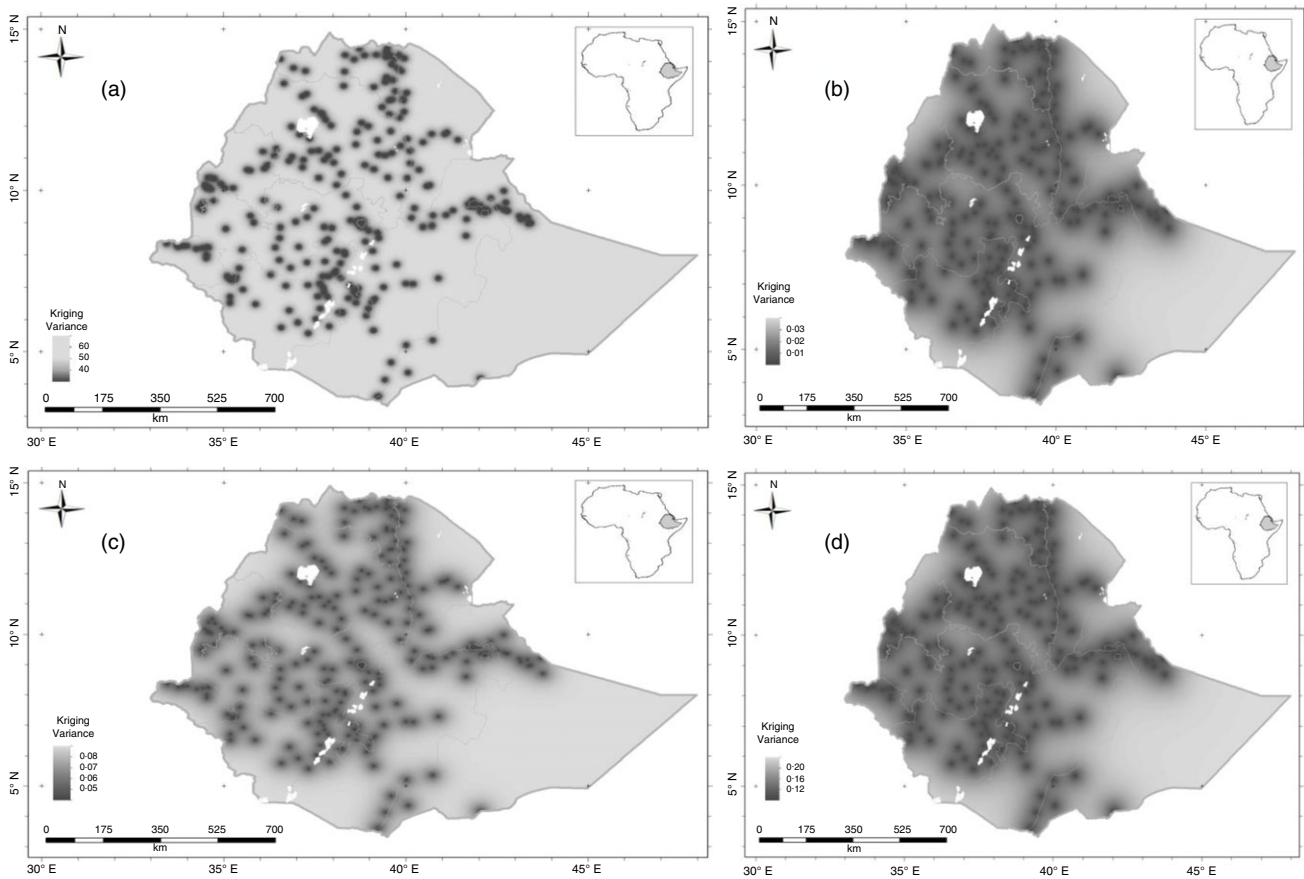 15° N
N
(a)
10° N
Kriging
Variance
60
50
40
5° N
0 175 350 525 700
km
30° E 35° E 40° E 45° E
15° N
N
(b)
10° N
Kriging
Variance
0·03
0·02
0·01
5° N
0 175 350 525 700
km
30° E 35° E 40° E 45° E
15° N
N
(c)
10° N
Kriging
Variance
0·08
0·07
0·06
0·05
5° N
0 175 350 525 700
km
30° E 35° E 40° E 45° E
15° N
N
(d)
10° N
Kriging
Variance
0·20
0·16
0·12
5° N
0 175 350 525 700
km
30° E 35° E 40° E 45° E